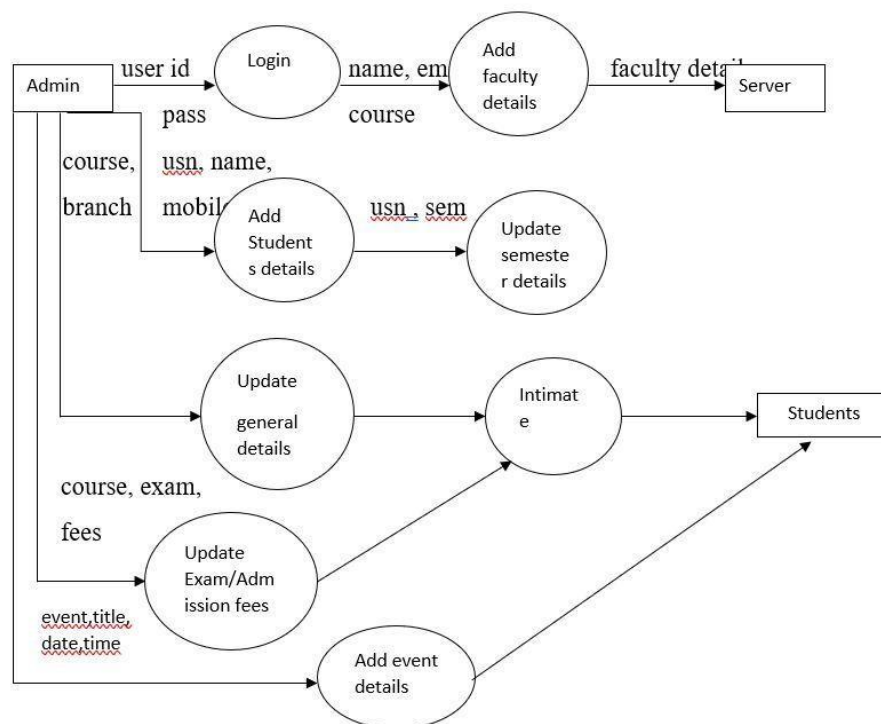 user id
Login
name, em
Add
faculty
details
faculty detail
Admin
Server
pass
course
course,
branch
usn, name,
mobile
Add
Student
s details
usn , sem
Update
semeste
r details
Update
general
details
Intimat
e
Students
course, exam,
fees
Update
Exam/Adm
ission fees
event,title,
date,time
Add event
details